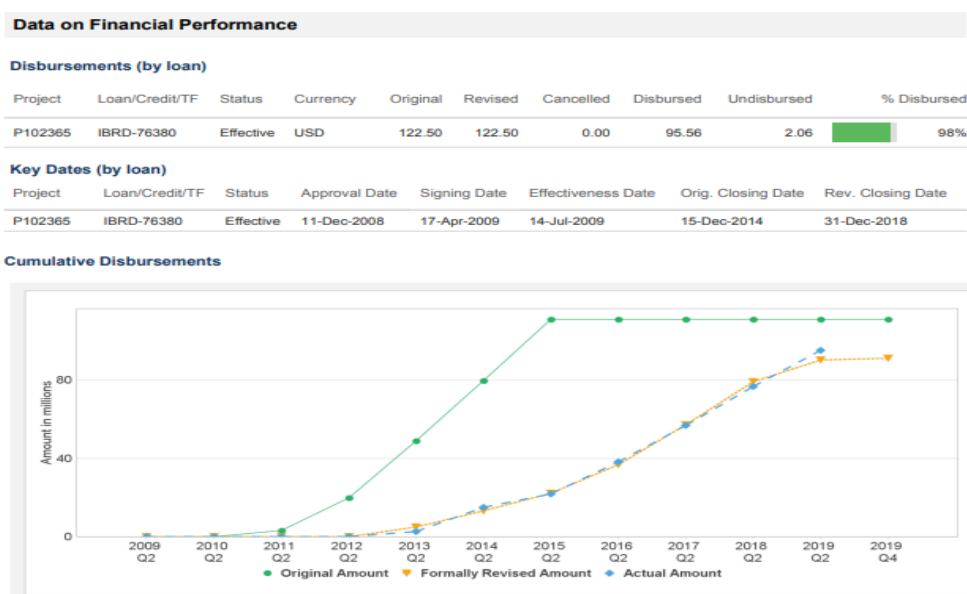 Data on Financial Performance
Disbursements (by loan)
Project Loan/Credit/TF Status Currency Original Revised Cancelled Disbursed Undisbursed % Disbursed
P102365 IBRD-76380 Effective USD 122.50 122.50 0.00 95.56 2.06 98%
Key Dates (by loan)
Project Loan/Credit/TF Status Approval Date Signing Date Effectiveness Date Orig. Closing Date Rev. Closing Date
P102365 IBRD-76380 Effective 11-Dec-2008 17-Apr-2009 14-Jul-2009 15-Dec-2014 31-Dec-2018
Cumulative Disbursements
Amount in millions
80
40
0
2009 2010 2011 2012 2013 2014 2015 2016 2017 2018 2019 2019
Q2 Q2 Q2 Q2 Q2 Q2 Q2 Q2 Q2 Q2 Q2 Q4
Original Amount Formally Revised Amount Actual Amount